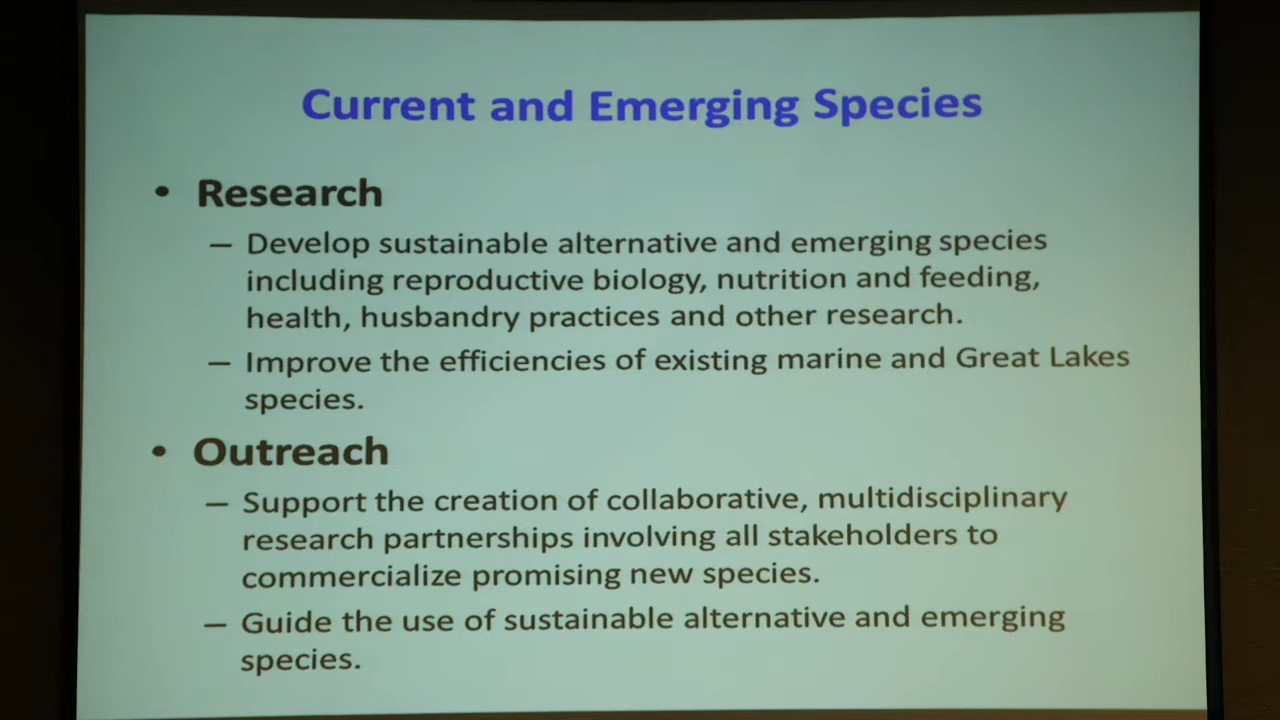 Current and Emerging Species
• Research
– Develop sustainable alternative and emerging species
including reproductive biology, nutrition and feeding,
health, husbandry practices and other research.
– Improve the efficiencies of existing marine and Great Lakes
species.
• Outreach
– Support the creation of collaborative, multidisciplinary
research partnerships involving all stakeholders to
commercialize promising new species.
– Guide the use of sustainable alternative and emerging
species.